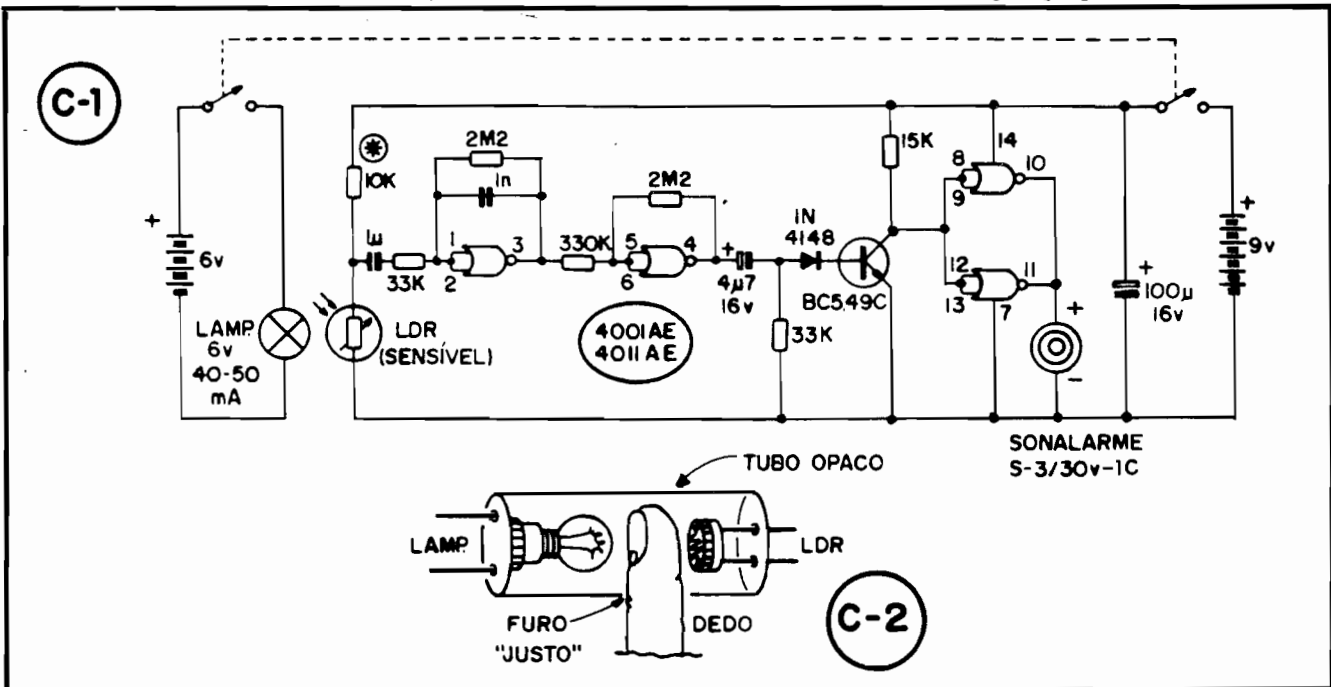 C-1
+
6v
LAMP.
6v
40-50
mA
10K
1µ
33K
LDR
(SENSÍVEL)
2M2
1n
1
2
3
330K
2M2
5
6
4
4001AE
4011AE
+
4µ7
16v
33K
1N
4148
BC549C
15K
8
9
14
10
12
13
11
7
+
-
SONALARME
S-3/30v-1C
+
100µ
16v
+
9v
TUBO OPACO
LAMP.
LDR
FURO
"JUSTO"
DEDO
C-2